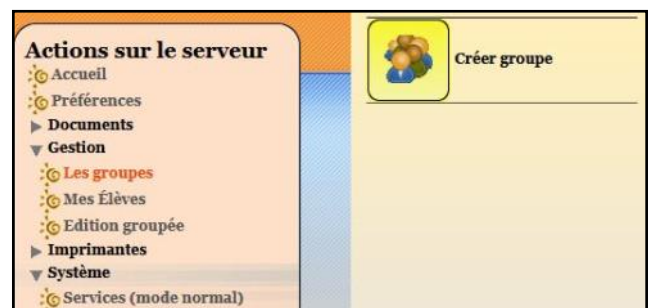 Actions sur le serveur
Accueil
Préférences
Documents
Gestion
Les groupes
Mes Élèves
Edition groupée
Imprimantes
Système
Services (mode normal)
Créer groupe